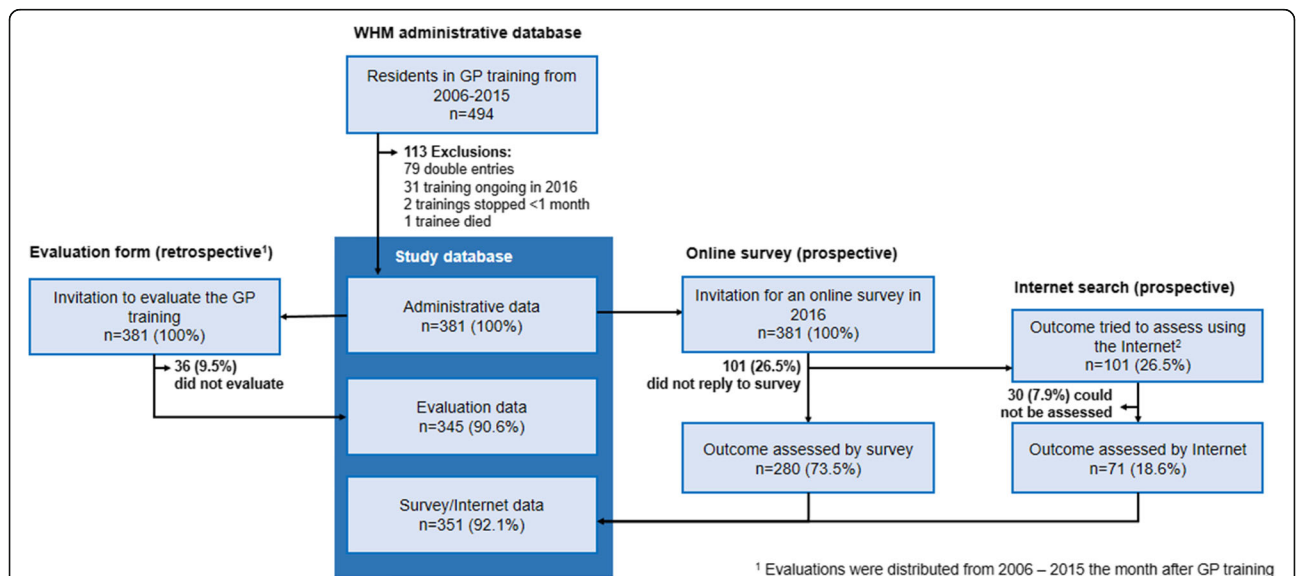 WHM administrative database
Residents in GP training from
2006-2015
n=494
113 Exclusions:
79 double entries
31 training ongoing in 2016
2 trainings stopped <1 month
1 trainee died
Evaluation form (retrospective¹)
Invitation to evaluate the GP
training
n=381 (100%)
36 (9.5%)
did not evaluate
Study database
Administrative data
n=381 (100%)
Evaluation data
n=345 (90.6%)
Survey/Internet data
n=351 (92.1%)
Online survey (prospective)
Invitation for an online survey in
2016
n=381 (100%)
101 (26.5%)
did not reply to survey
Outcome assessed by survey
n=280 (73.5%)
Internet search (prospective)
Outcome tried to assess using
the Internet²
n=101 (26.5%)
30 (7.9%) could
not be assessed
Outcome assessed by Internet
n=71 (18.6%)
¹ Evaluations were distributed from 2006 – 2015 the month after GP training